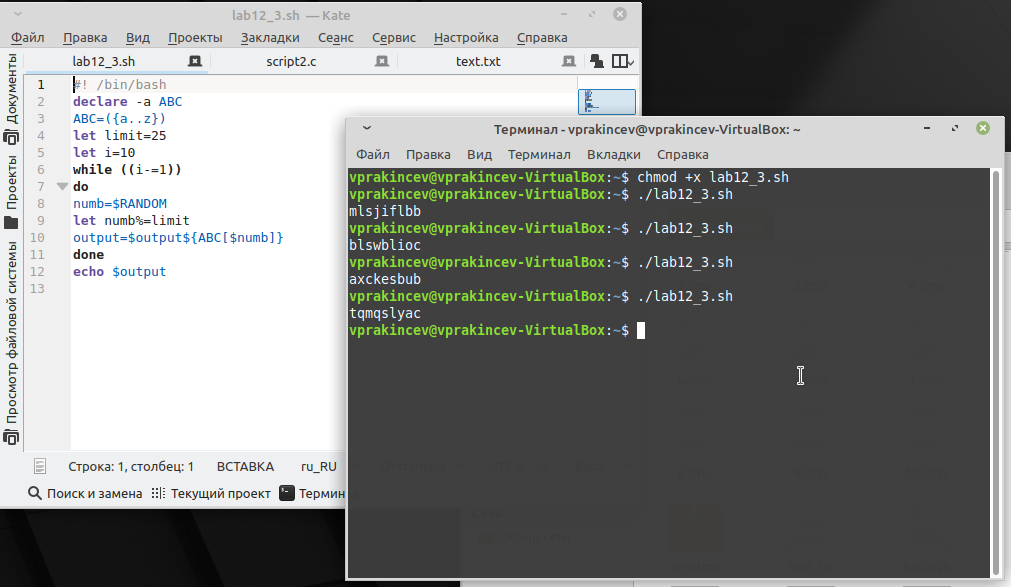 lab12_3.sh — Kate
Файл Правка Вид Проекты Закладки Сеанс Сервис Настройка Справка
lab12_3.sh script2.c text.txt
Документы
Проекты
Просмотр файловой системы
1 #! /bin/bash
2 declare -a ABC
3 ABC=({a..z})
4 let limit=25
5 let i=10
6 while ((i-=1))
7 do
8 numb=$RANDOM
9 let numb%=limit
10 output=$output${ABC[$numb]}
11 done
12 echo $output
13
Строка: 1, столбец: 1 ВСТАВКА ru_RU
Поиск и замена Текущий проект Термин
Терминал - vprakincev@vprakincev-VirtualBox: ~
Файл Правка Вид Терминал Вкладки Справка
vprakincev@vprakincev-VirtualBox:~$ chmod +x lab12_3.sh
vprakincev@vprakincev-VirtualBox:~$ ./lab12_3.sh
mlsjiflbb
vprakincev@vprakincev-VirtualBox:~$ ./lab12_3.sh
blswblioc
vprakincev@vprakincev-VirtualBox:~$ ./lab12_3.sh
axckesbub
vprakincev@vprakincev-VirtualBox:~$ ./lab12_3.sh
tqmqslyac
vprakincev@vprakincev-VirtualBox:~$